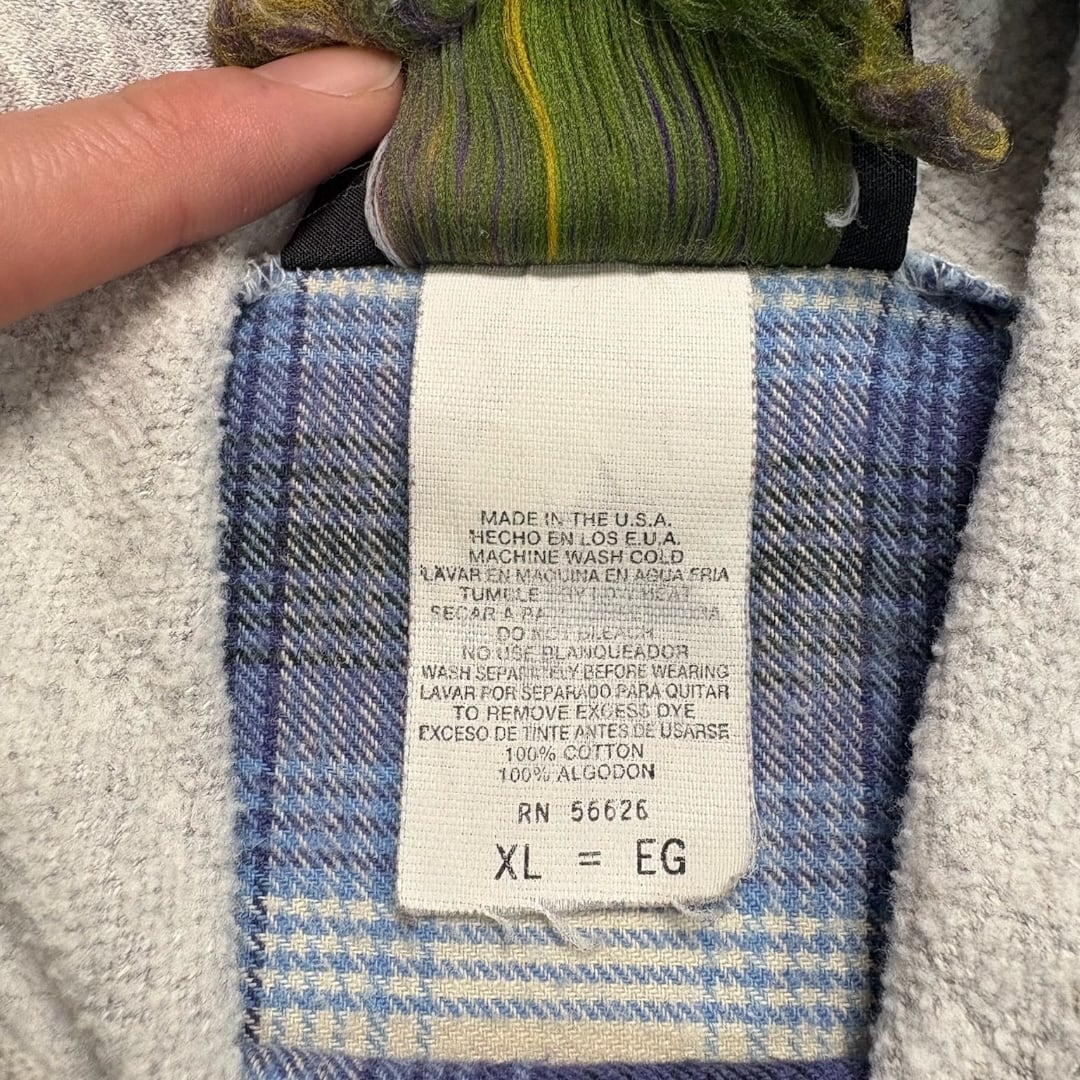 MADE IN THE U.S.A.
HECHO EN LOS E.U.A.
MACHINE WASH COLD
LAVAR EN MAQUINA EN AGUA FRIA
TUMBLE DRY LOW HEAT
SECAR A
DO NOT BLEACH
NO USE BLANQUEADOR
WASH SEPARATELY BEFORE WEARING
LAVAR POR SEPARADO PARA QUITAR
TO REMOVE EXCESS DYE
EXCESO DE TINTE ANTES DE USARSE
100% COTTON
100% ALGODON
RN 56626
XL = EG